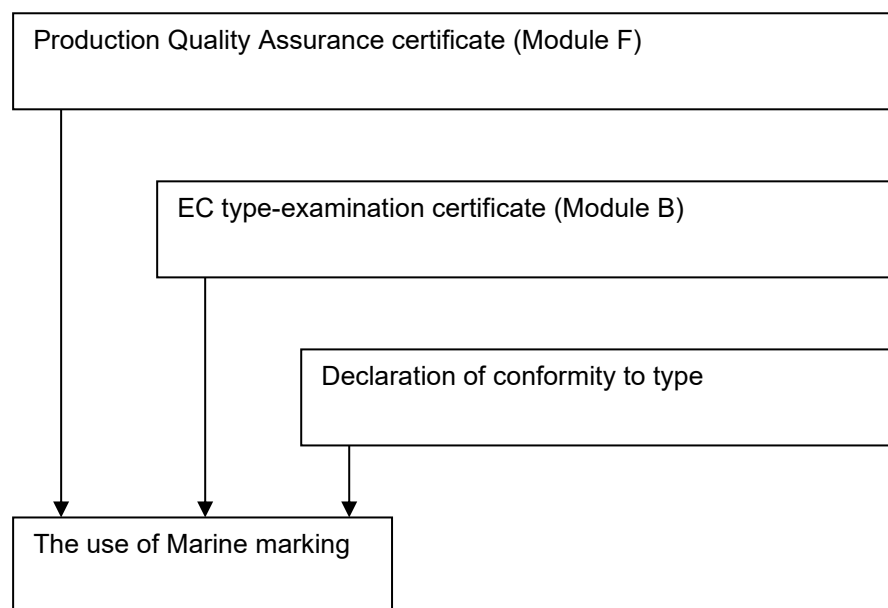 Production Quality Assurance certificate (Module F)
EC type-examination certificate (Module B)
Declaration of conformity to type
The use of Marine marking